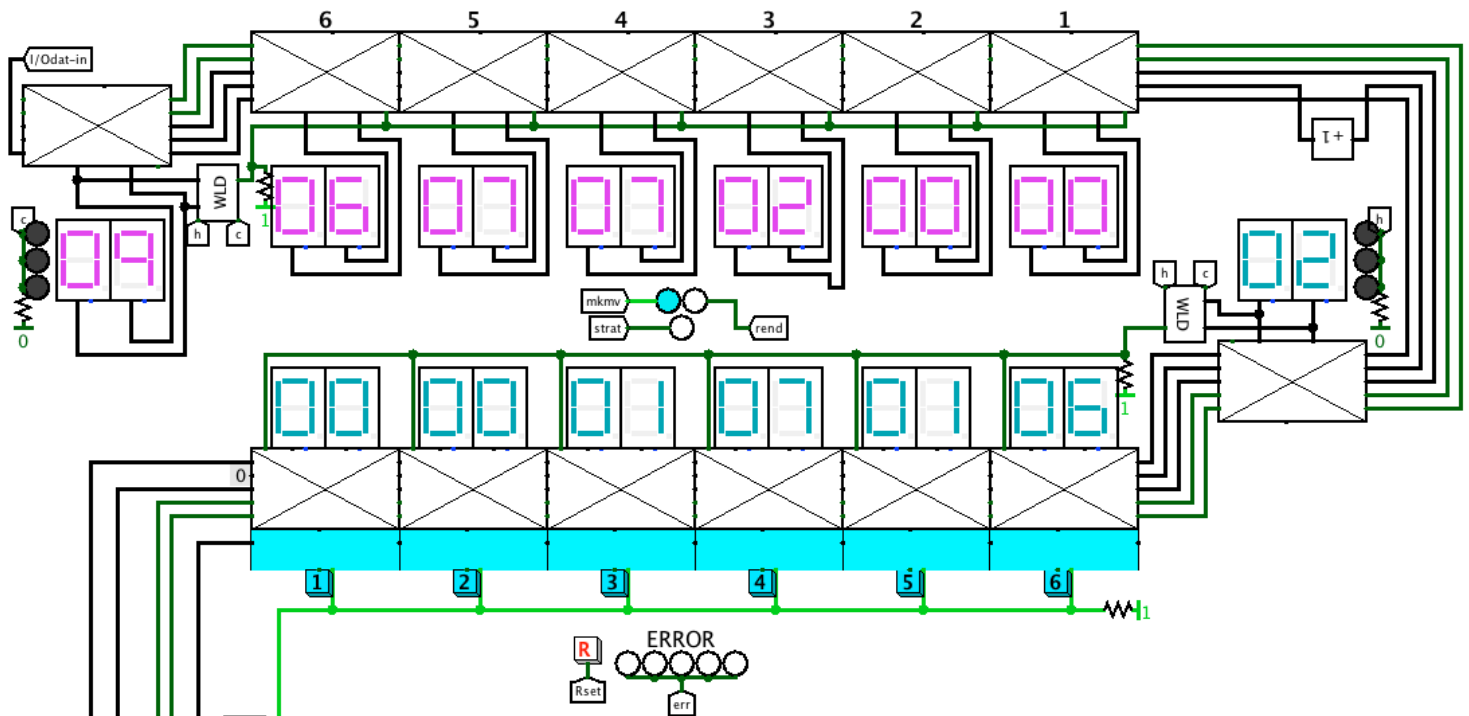 6 5 4 3 2 1
I/Odat-in
+1
WLD
h c
1
c
09
06 07 07 02 00 00
0
h
02
h c
WLD
0
mkmv
strat
rend
00 00 01 07 01 06
1
0
1 2 3 4 5 6
1
R
Rset
ERROR
err